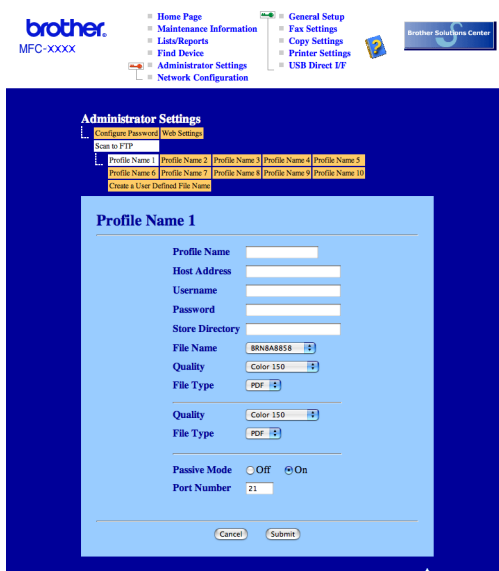 brother.
MFC-XXXX
Home Page
Maintenance Information
Lists/Reports
Find Device
Administrator Settings
Network Configuration
General Setup
Fax Settings
Copy Settings
Printer Settings
USB Direct I/F
Brother Solutions Center
Administrator Settings
Configure Password Web Settings
Scan to FTP
Profile Name 1 Profile Name 2 Profile Name 3 Profile Name 4 Profile Name 5
Profile Name 6 Profile Name 7 Profile Name 8 Profile Name 9 Profile Name 10
Create a User Defined File Name
Profile Name 1
Profile Name
Host Address
Username
Password
Store Directory
File Name BRN8A8858
Quality Color 150
File Type PDF
Quality Color 150
File Type PDF
Passive Mode Off On
Port Number 21
Cancel Submit